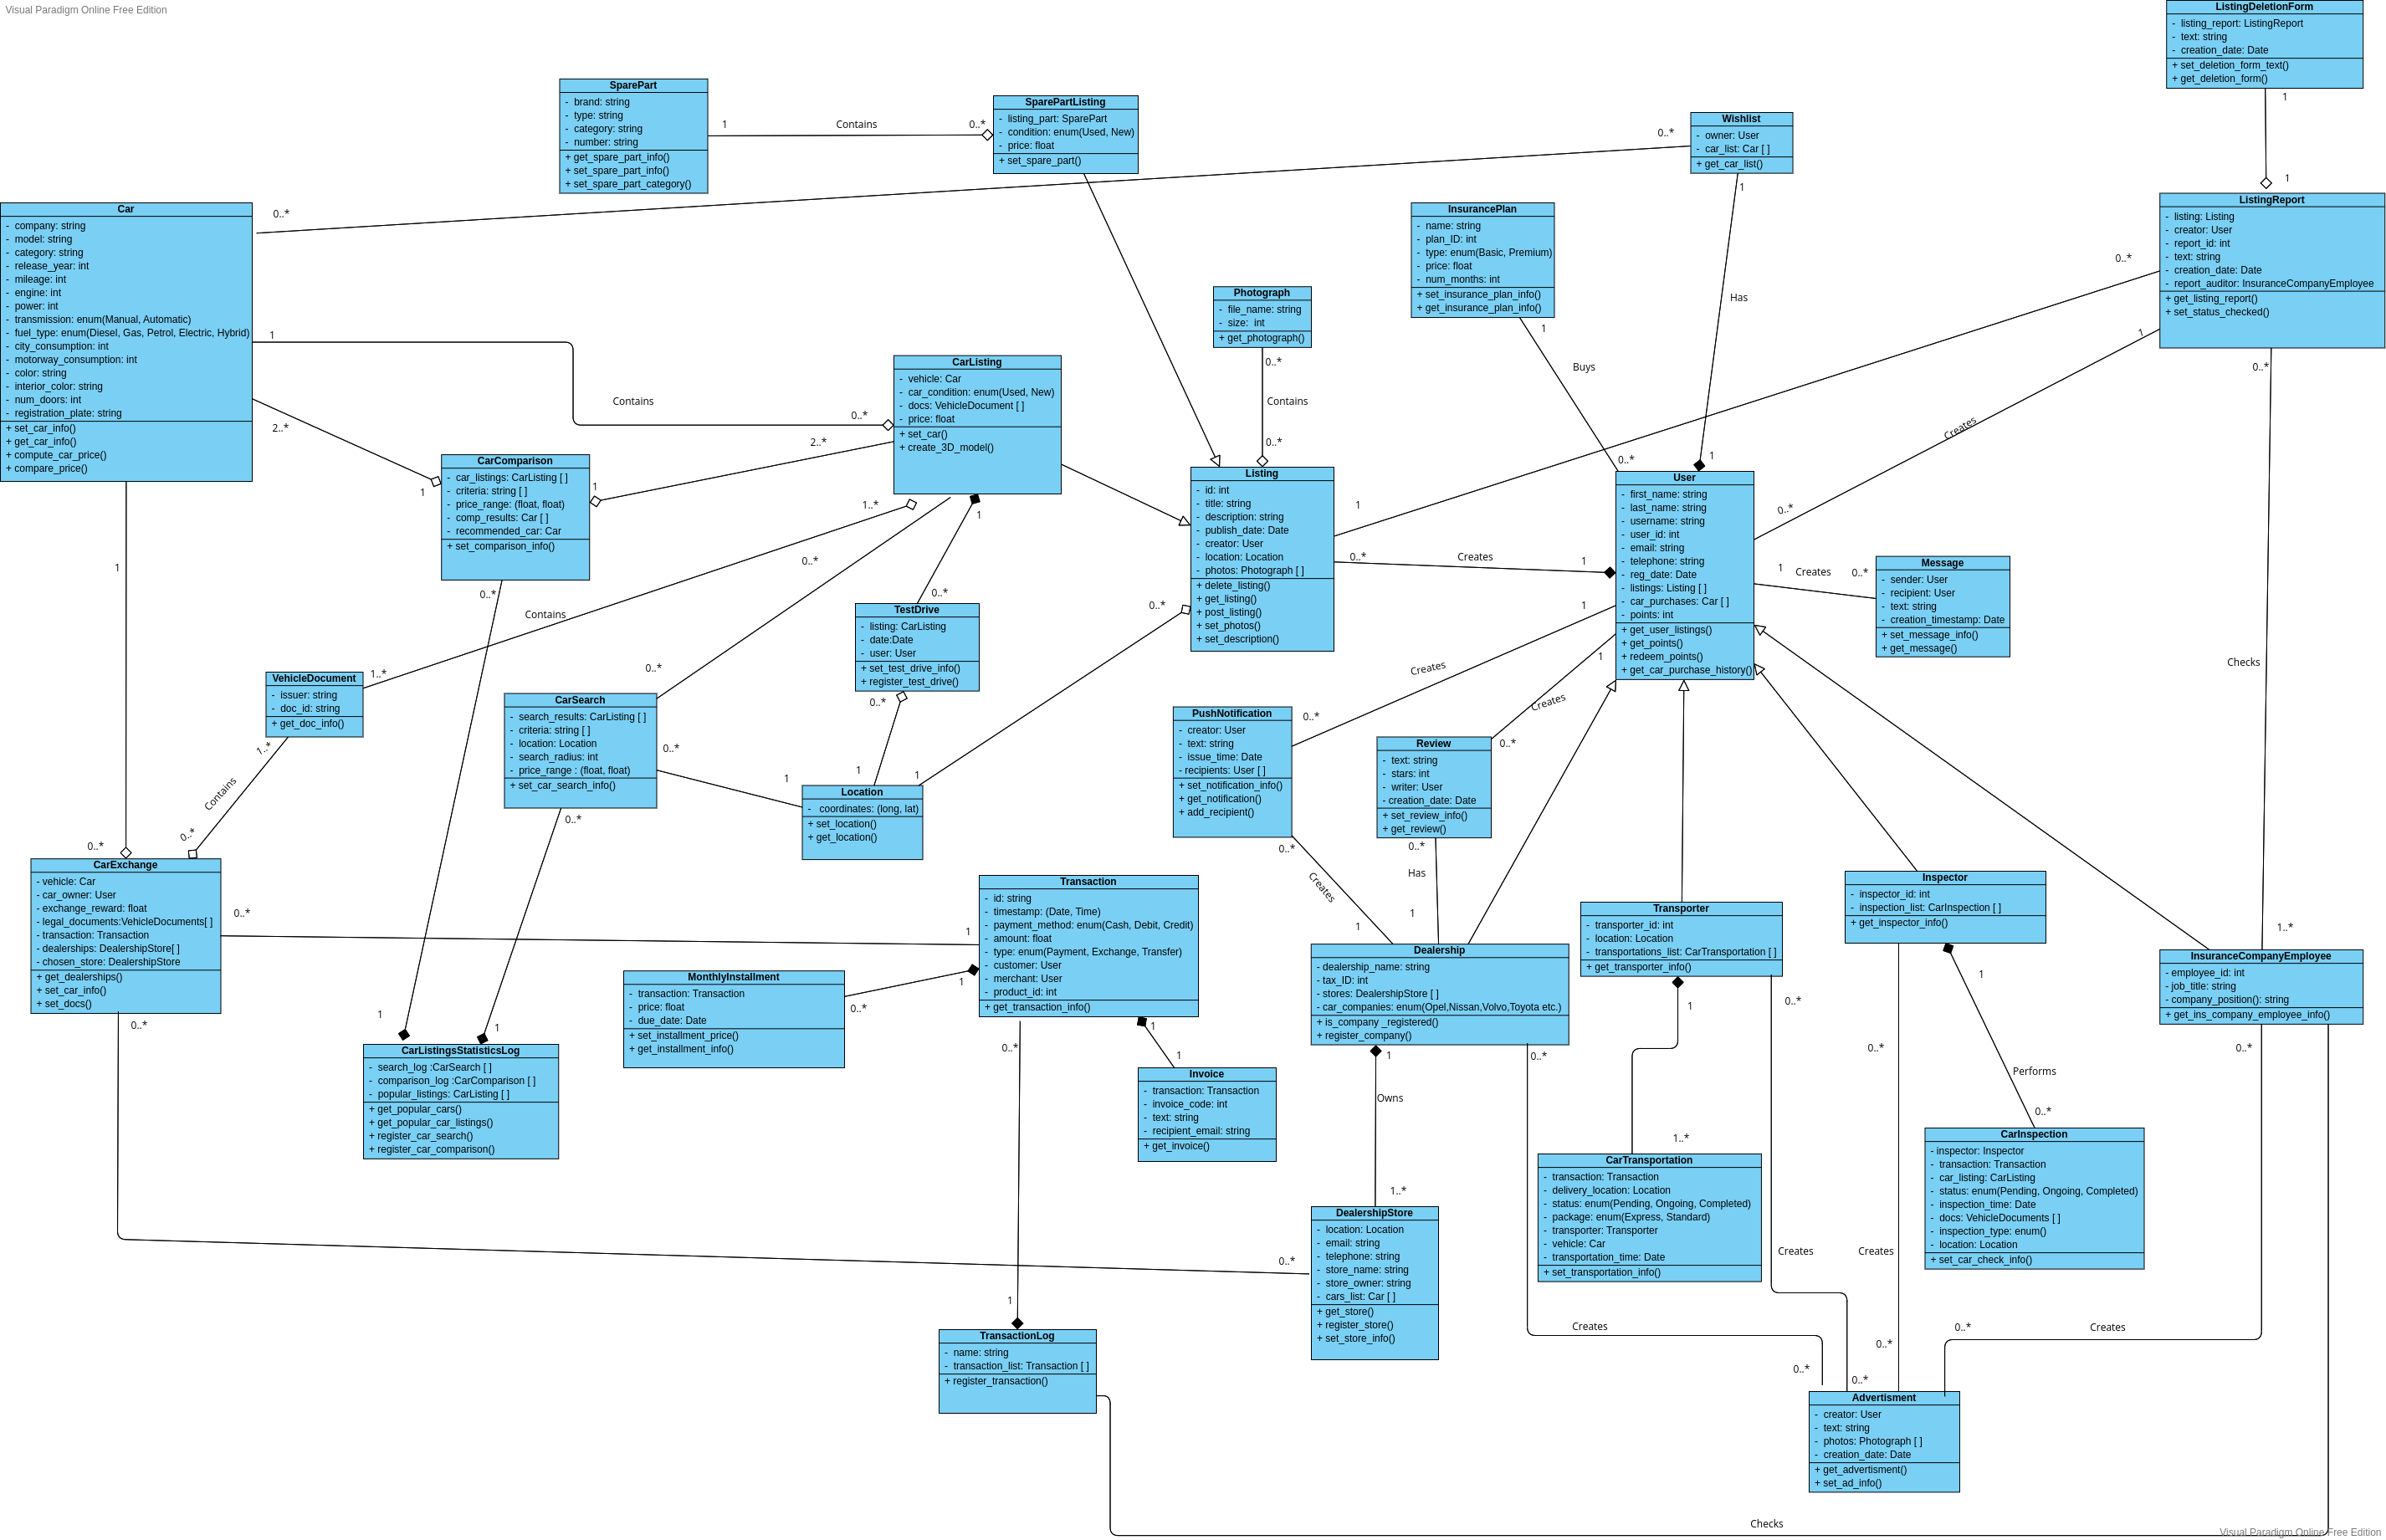 Visual Paradigm Online Free Edition
ListingDeletionForm
- listing_report: ListingReport
- text: string
- creation_date: Date
+ set_deletion_form_text()
+ get_deletion_form()
1
1
SparePart
- brand: string
- type: string
- category: string
- number: string
+ get_spare_part_info()
+ set_spare_part_info()
+ set_spare_part_category()
1
Contains
0..*
SparePartListing
- listing_part: SparePart
- condition: enum(Used, New)
- price: float
+ set_spare_part()
0..*
Wishlist
- owner: User
- car_list: Car [ ]
+ get_car_list()
1
Has
1
Car
- company: string
- model: string
- category: string
- release_year: int
- mileage: int
- engine: int
- power: int
- transmission: enum(Manual, Automatic)
- fuel_type: enum(Diesel, Gas, Petrol, Electric, Hybrid)
- city_consumption: int
- motorway_consumption: int
- color: string
- interior_color: string
- num_doors: int
- registration_plate: string
+ set_car_info()
+ get_car_info()
+ compute_car_price()
+ compare_price()
0..*
1
Contains
0..*
2..*
1
1
0..*
InsurancePlan
- name: string
- plan_ID: int
- type: enum(Basic, Premium)
- price: float
- num_months: int
+ set_insurance_plan_info()
+ get_insurance_plan_info()
1
Buys
0..*
ListingReport
- listing: Listing
- creator: User
- report_id: int
- text: string
- creation_date: Date
- report_auditor: InsuranceCompanyEmployee
+ get_listing_report()
+ set_status_checked()
0..*
1
1
Creates
0..*
0..*
Checks
1..*
Photograph
- file_name: string
- size: int
+ get_photograph()
0..*
Contains
0..*
CarListing
- vehicle: Car
- car_condition: enum(Used, New)
- docs: VehicleDocument [ ]
- price: float
+ set_car()
+ create_3D_model()
2..*
1
1..*
Contains
1..*
0..*
0..*
1
0..*
CarComparison
- car_listings: CarListing [ ]
- criteria: string [ ]
- price_range: (float, float)
- comp_results: Car [ ]
- recommended_car: Car
+ set_comparison_info()
0..*
1
Listing
- id: int
- title: string
- description: string
- publish_date: Date
- creator: User
- location: Location
- photos: Photograph [ ]
+ delete_listing()
+ get_listing()
+ post_listing()
+ set_photos()
+ set_description()
0..*
Creates
1
0..*
1
User
- first_name: string
- last_name: string
- username: string
- user_id: int
- email: string
- telephone: string
- reg_date: Date
- listings: Listing [ ]
- car_purchases: Car [ ]
- points: int
+ get_user_listings()
+ get_points()
+ redeem_points()
+ get_car_purchase_history()
1
Creates
0..*
Message
- sender: User
- recipient: User
- text: string
- creation_timestamp: Date
+ set_message_info()
+ get_message()
1
Creates
0..*
1
Creates
0..*
TestDrive
- listing: CarListing
- date:Date
- user: User
+ set_test_drive_info()
+ register_test_drive()
0..*
1
VehicleDocument
- issuer: string
- doc_id: string
+ get_doc_info()
1..*
Contains
0..*
CarSearch
- search_results: CarListing [ ]
- criteria: string [ ]
- location: Location
- search_radius: int
- price_range : (float, float)
+ set_car_search_info()
0..*
1
0..*
1
Location
- coordinates: (long, lat)
+ set_location()
+ get_location()
PushNotification
- creator: User
- text: string
- issue_time: Date
- recipients: User [ ]
+ set_notification_info()
+ get_notification()
+ add_recipient()
0..*
Creates
1
Review
- text: string
- stars: int
- writer: User
- creation_date: Date
+ set_review_info()
+ get_review()
0..*
Has
1
CarExchange
- vehicle: Car
- car_owner: User
- exchange_reward: float
- legal_documents:VehicleDocuments[ ]
- transaction: Transaction
- dealerships: DealershipStore[ ]
- chosen_store: DealershipStore
+ get_dealerships()
+ set_car_info()
+ set_docs()
0..*
1
0..*
0..*
Transaction
- id: string
- timestamp: (Date, Time)
- payment_method: enum(Cash, Debit, Credit)
- amount: float
- type: enum(Payment, Exchange, Transfer)
- customer: User
- merchant: User
- product_id: int
+ get_transaction_info()
1
0..*
1
1
0..*
1
Inspector
- inspector_id: int
- inspection_list: CarInspection [ ]
+ get_inspector_info()
1
Performs
0..*
0..*
Creates
0..*
Transporter
- transporter_id: int
- location: Location
- transportations_list: CarTransportation [ ]
+ get_transporter_info()
1
1..*
0..*
Creates
0..*
Dealership
- dealership_name: string
- tax_ID: int
- stores: DealershipStore [ ]
- car_companies: enum(Opel,Nissan,Volvo,Toyota etc.)
+ is_company _registered()
+ register_company()
1
Owns
1..*
0..*
Creates
0..*
InsuranceCompanyEmployee
- employee_id: int
- job_title: string
- company_position(): string
+ get_ins_company_employee_info()
0..*
Creates
0..*
MonthlyInstallment
- transaction: Transaction
- price: float
- due_date: Date
+ set_installment_price()
+ get_installment_info()
CarListingsStatisticsLog
- search_log :CarSearch [ ]
- comparison_log :CarComparison [ ]
- popular_listings: CarListing [ ]
+ get_popular_cars()
+ get_popular_car_listings()
+ register_car_search()
+ register_car_comparison()
Invoice
- transaction: Transaction
- invoice_code: int
- text: string
- recipient_email: string
+ get_invoice()
CarInspection
- inspector: Inspector
- transaction: Transaction
- car_listing: CarListing
- status: enum(Pending, Ongoing, Completed)
- inspection_time: Date
- docs: VehicleDocuments [ ]
- inspection_type: enum()
- location: Location
+ set_car_check_info()
CarTransportation
- transaction: Transaction
- delivery_location: Location
- status: enum(Pending, Ongoing, Completed)
- package: enum(Express, Standard)
- transporter: Transporter
- vehicle: Car
- transportation_time: Date
+ set_transportation_info()
DealershipStore
- location: Location
- email: string
- telephone: string
- store_name: string
- store_owner: string
- cars_list: Car [ ]
+ get_store()
+ register_store()
+ set_store_info()
TransactionLog
- name: string
- transaction_list: Transaction [ ]
+ register_transaction()
Advertisment
- creator: User
- text: string
- photos: Photograph [ ]
- creation_date: Date
+ get_advertisment()
+ set_ad_info()
Checks
Visual Paradigm Online Free Edition